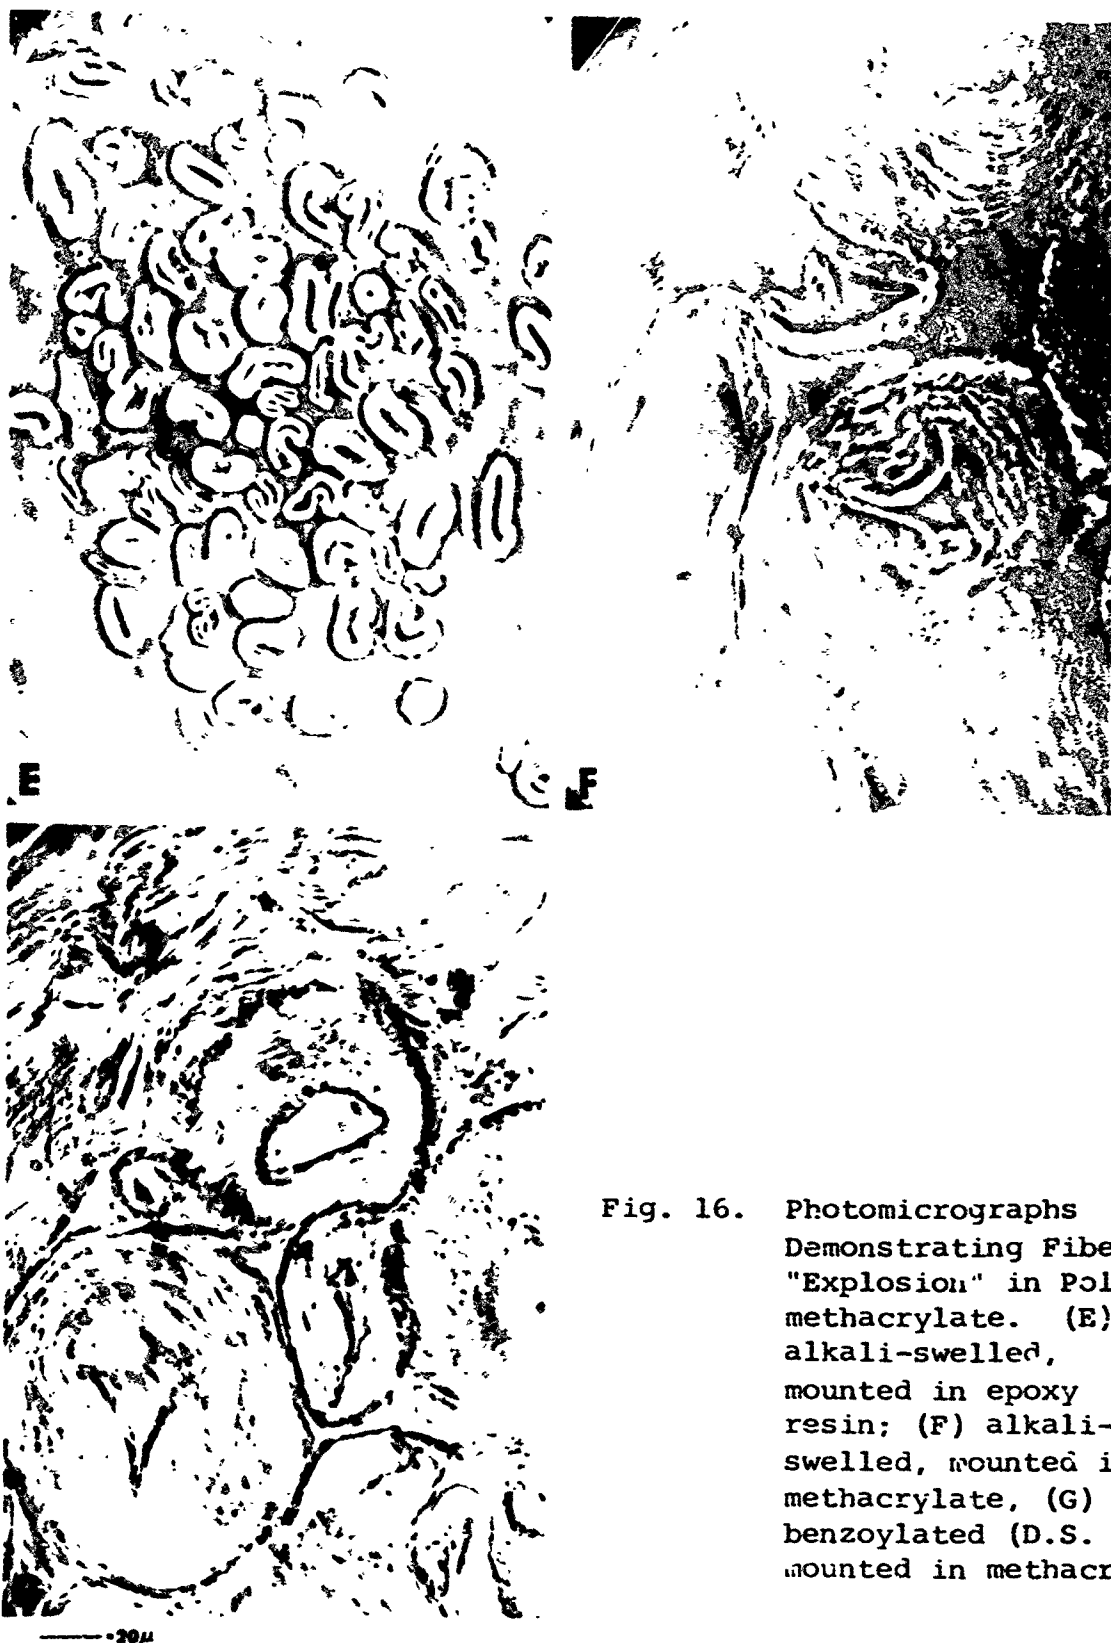 E
F
Fig. 16. Photomicrographs
Demonstrating Fibe
"Explosion" in Pol
methacrylate. (E)
alkali-swelled,
mounted in epoxy
resin; (F) alkali-
swelled, mounted i
methacrylate, (G)
benzoylated (D.S.
mounted in methacr
20µ